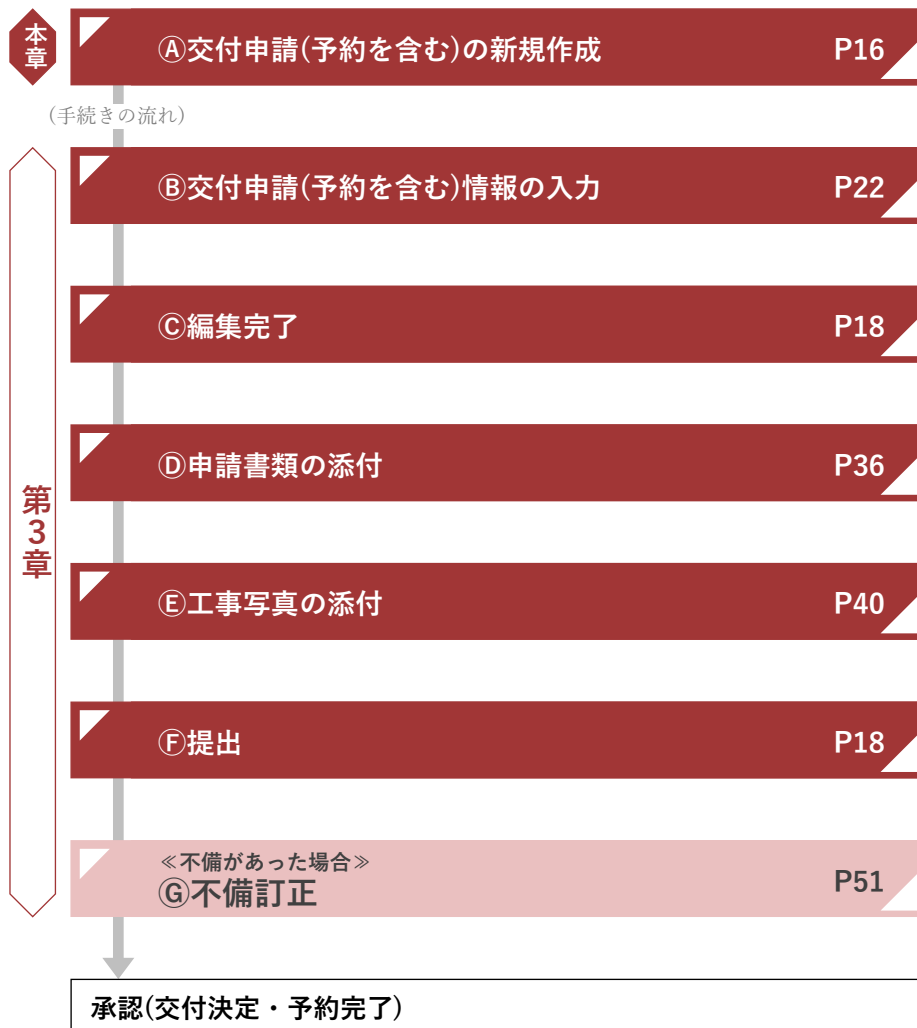 本章
Ⓐ交付申請(予約を含む)の新規作成 P16
(手続きの流れ)
Ⓑ交付申請(予約を含む)情報の入力 P22
Ⓒ編集完了 P18
Ⓓ申請書類の添付 P36
第3章
Ⓔ工事写真の添付 P40
Ⓕ提出 P18
≪不備があった場合≫
Ⓖ不備訂正 P51
承認(交付決定・予約完了)